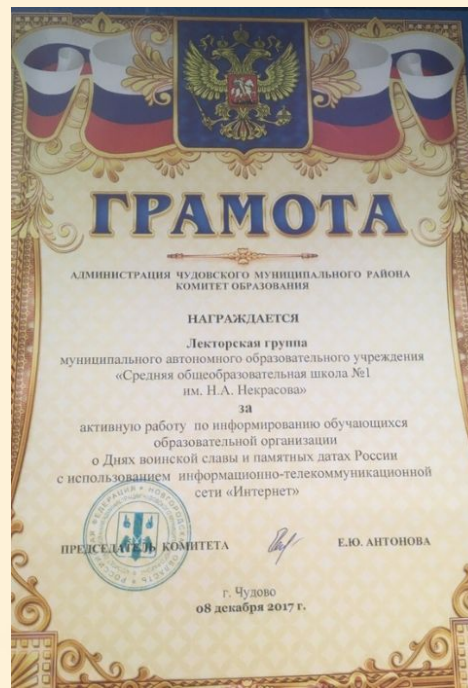 ГРАМОТА
АДМИНИСТРАЦИЯ ЧУДОВСКОГО МУНИЦИПАЛЬНОГО РАЙОНА
КОМИТЕТ ОБРАЗОВАНИЯ
НАГРАЖДАЕТСЯ
Лекторская группа
муниципального автономного образовательного учреждения
«Средняя общеобразовательная школа №1
им. Н.А. Некрасова»
за
активную работу по информированию обучающихся
образовательной организации
о Днях воинской славы и памятных датах России
с использованием информационно-телекоммуникационной
сети «Интернет»
ПРЕДСЕДАТЕЛЬ КОМИТЕТА Е.Ю. АНТОНОВА
г. Чудово
08 декабря 2017 г.